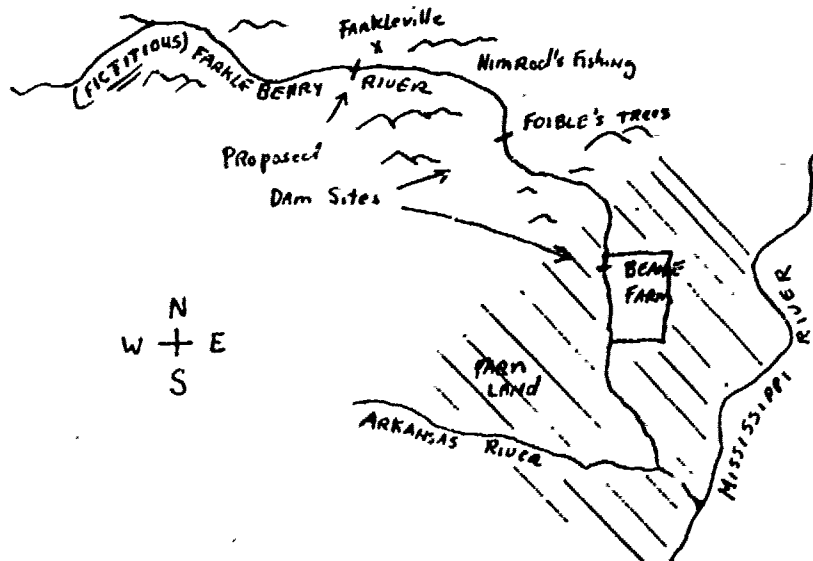 Farkleville
x
(FICTITIOUS) FARKLE BERRY RIVER
NimRod's Fishing
FOIBLE'S TREES
PRoposed
Dam Sites
BEANE
FARM
N
W E
S
FARM
LAND
ARKANSAS RIVER
MISSISSIPPI RIVER